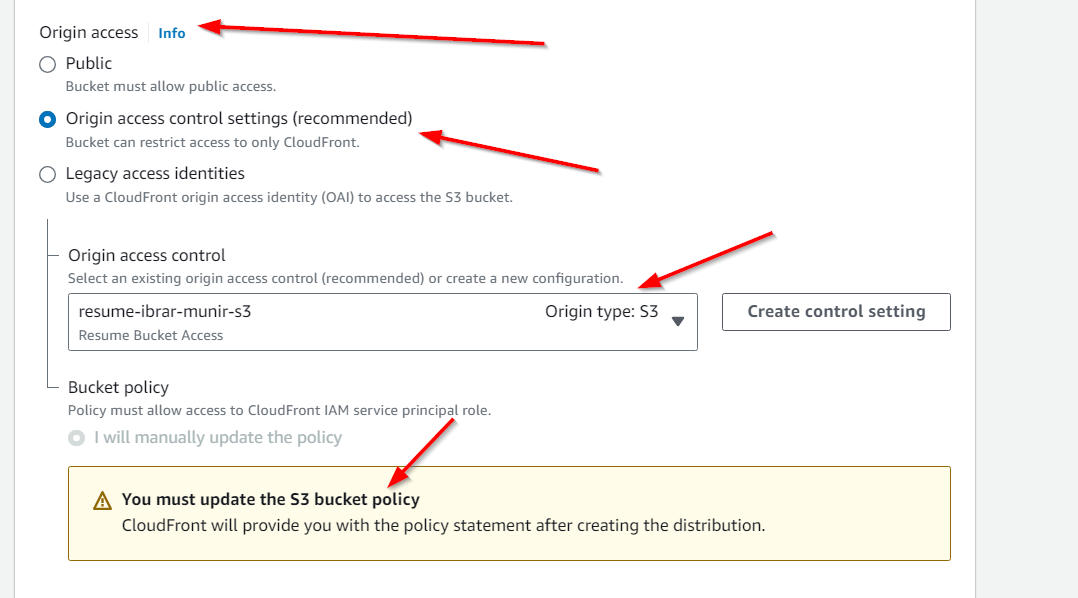 Origin access Info
Public
Bucket must allow public access.
Origin access control settings (recommended)
Bucket can restrict access to only CloudFront.
Legacy access identities
Use a CloudFront origin access identity (OAI) to access the S3 bucket.
Origin access control
Select an existing origin access control (recommended) or create a new configuration.
resume-ibrar-munir-s3 Origin type: S3 Create control setting
Resume Bucket Access
Bucket policy
Policy must allow access to CloudFront IAM service principal role.
I will manually update the policy
You must update the S3 bucket policy
CloudFront will provide you with the policy statement after creating the distribution.